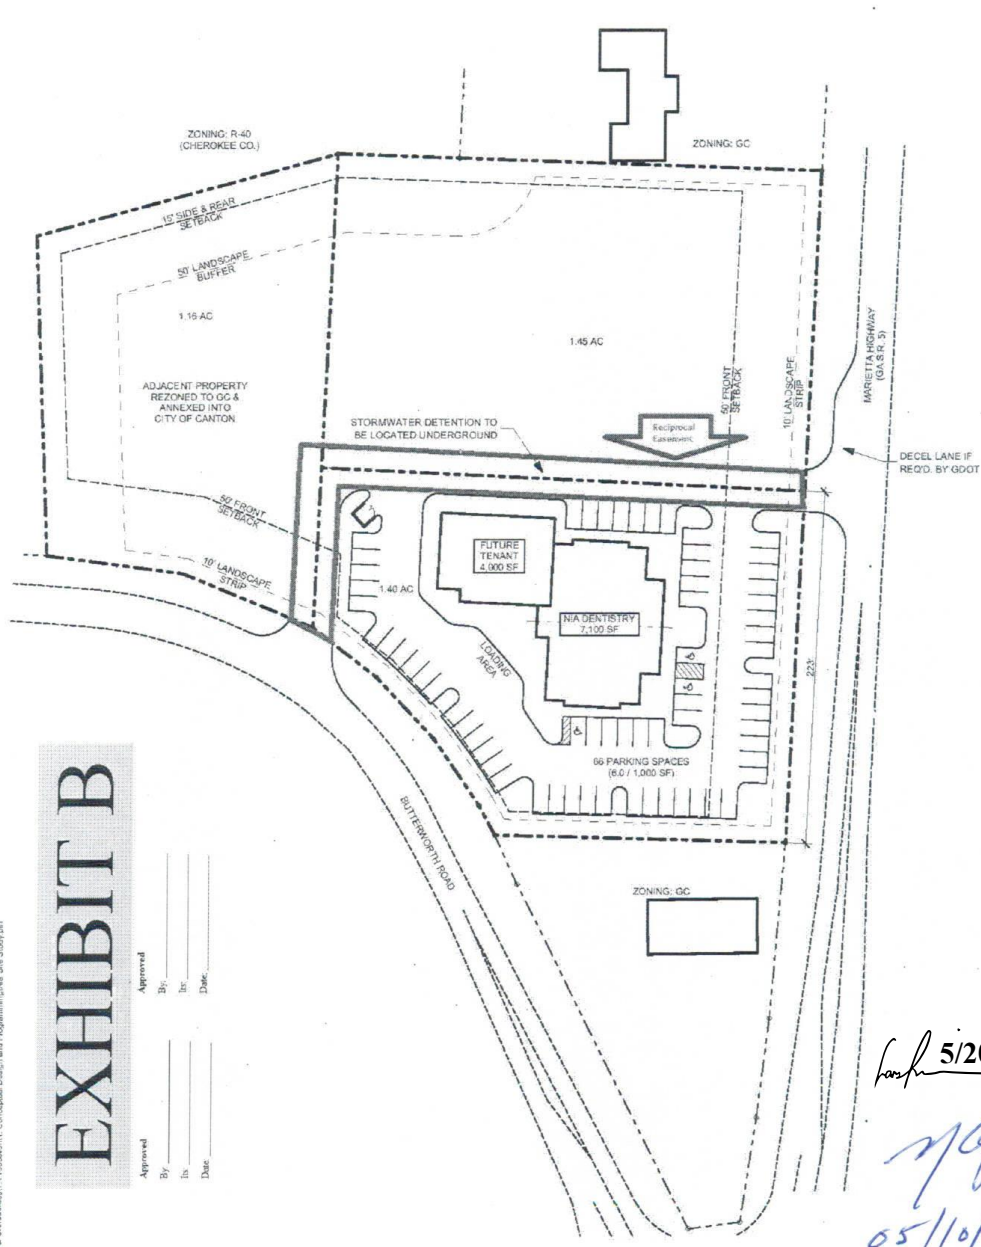 ZONING: R-40
(CHEROKEE CO.)
ZONING: GC
15' SIDE & REAR
SETBACK
50' LANDSCAPE
BUFFER
1.16 AC
1.45 AC
ADJACENT PROPERTY
REZONED TO GC &
ANNEXED INTO
CITY OF CANTON
STORMWATER DETENTION TO
BE LOCATED UNDERGROUND
50' FRONT
SETBACK
10' LANDSCAPE
STRIP
MARIETTA HIGHWAY
(GA.S.R. 5)
Reciprocal
Easement
DECEL LANE IF
REQ'D. BY GDOT
50' FRONT
SETBACK
10' LANDSCAPE
STRIP
FUTURE
TENANT
4,000 SF
1.40 AC
NIA DENTISTRY
7,100 SF
LOADING
AREA
223'
66 PARKING SPACES
(6.0 / 1,000 SF)
BUTTERWORTH ROAD
ZONING: GC
EXHIBIT B
Approved
By
Its
Date
Approved
By:
Its:
Date:
5/20
05/10/